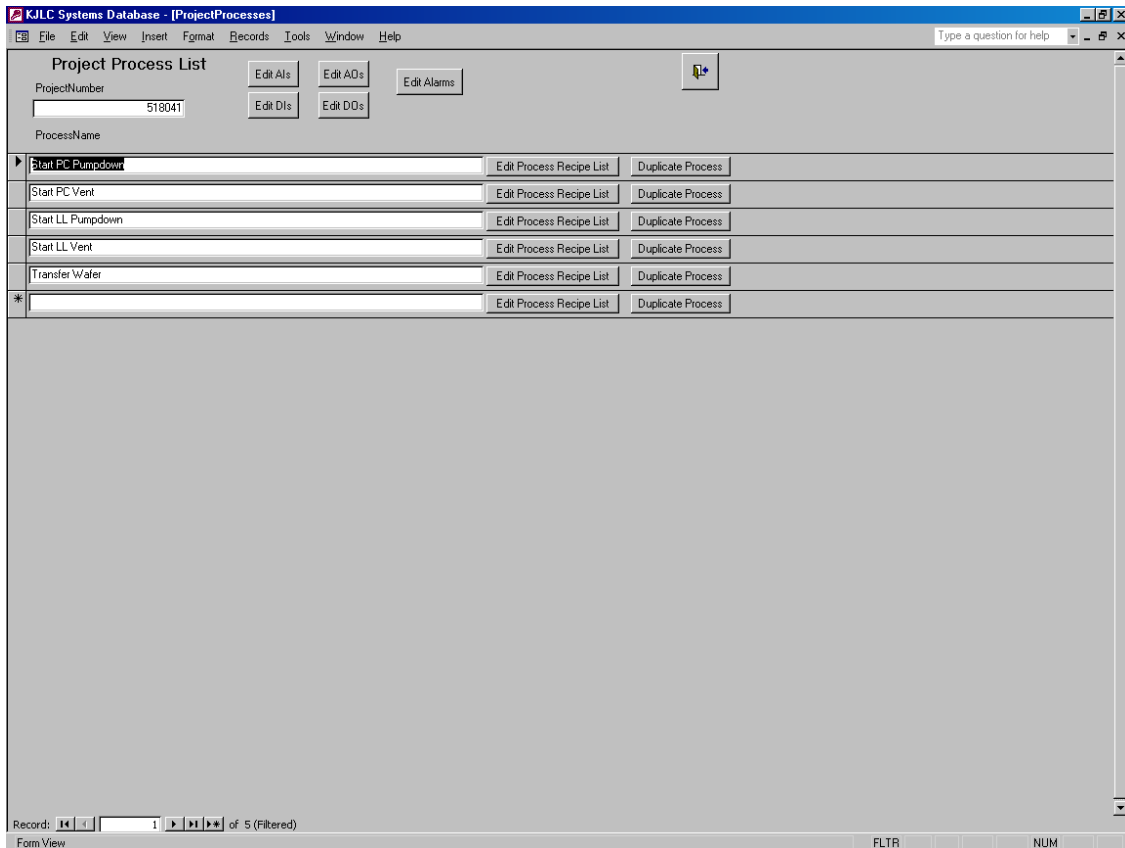 KJLC Systems Database - [ProjectProcesses]
File Edit View Insert Format Records Tools Window Help Type a question for help
Project Process List
Edit AIs Edit AOs Edit Alarms
ProjectNumber
518041 Edit DIs Edit DOs
ProcessName
Start PC Pumpdown Edit Process Recipe List Duplicate Process
Start PC Vent Edit Process Recipe List Duplicate Process
Start LL Pumpdown Edit Process Recipe List Duplicate Process
Start LL Vent Edit Process Recipe List Duplicate Process
Transfer Wafer Edit Process Recipe List Duplicate Process
* Edit Process Recipe List Duplicate Process
Record: 1 of 5 (Filtered)
Form View FLTR NUM